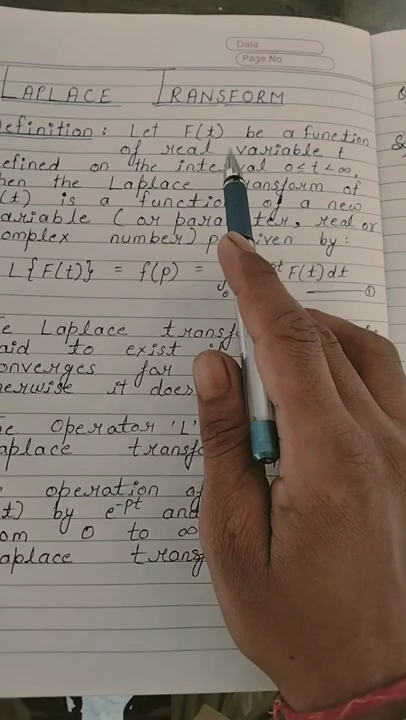 Date
Page No
LAPLACE TRANSFORM
efinition: Let F(t) be a function
of real variable t
efined on the interval 0<t<∞,
hen the Laplace ransform of
(t) is a functio of a new
ariable (or para ter, real or
omplex number) p iven by:
L{F(t)} = f(p) = F(t)dt
①
e Laplace transf
aid to exist
onverges for
erwise it does
e Operator 'L'
aplace transf
operation of
t) by e^-pt and
om 0 to ∞
aplace transf